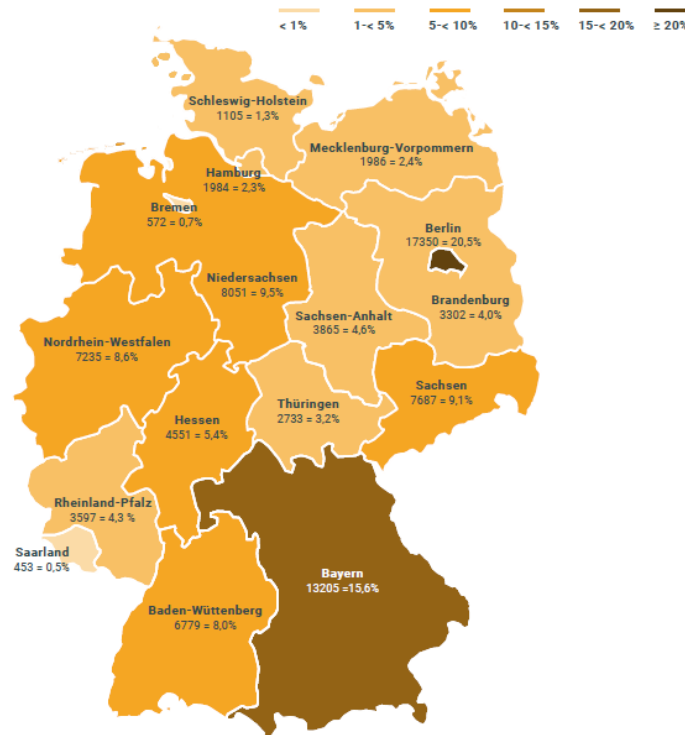 < 1% 1-< 5% 5-< 10% 10-< 15% 15-< 20% ≥ 20%
Schleswig-Holstein
1105 = 1,3%
Mecklenburg-Vorpommern
1986 = 2,4%
Hamburg
1984 = 2,3%
Bremen
572 = 0,7%
Berlin
17350 = 20,5%
Niedersachsen
8051 = 9,5%
Brandenburg
3302 = 4,0%
Sachsen-Anhalt
3865 = 4,6%
Nordrhein-Westfalen
7235 = 8,6%
Sachsen
7687 = 9,1%
Thüringen
2733 = 3,2%
Hessen
4551 = 5,4%
Rheinland-Pfalz
3597 = 4,3 %
Saarland
453 = 0,5%
Bayern
13205 =15,6%
Baden-Wüttenberg
6779 = 8,0%